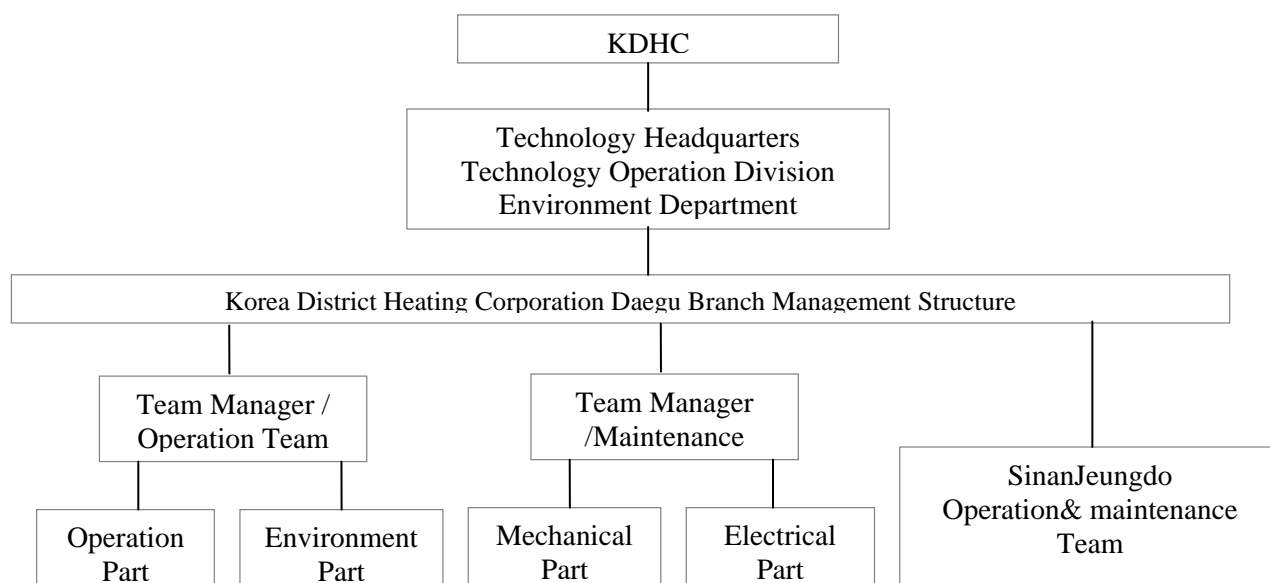 KDHC
Technology Headquarters
Technology Operation Division
Environment Department
Korea District Heating Corporation Daegu Branch Management Structure
Team Manager /
Operation Team
Team Manager
/Maintenance
SinanJeungdo
Operation& maintenance
Team
Operation
Part
Environment
Part
Mechanical
Part
Electrical
Part